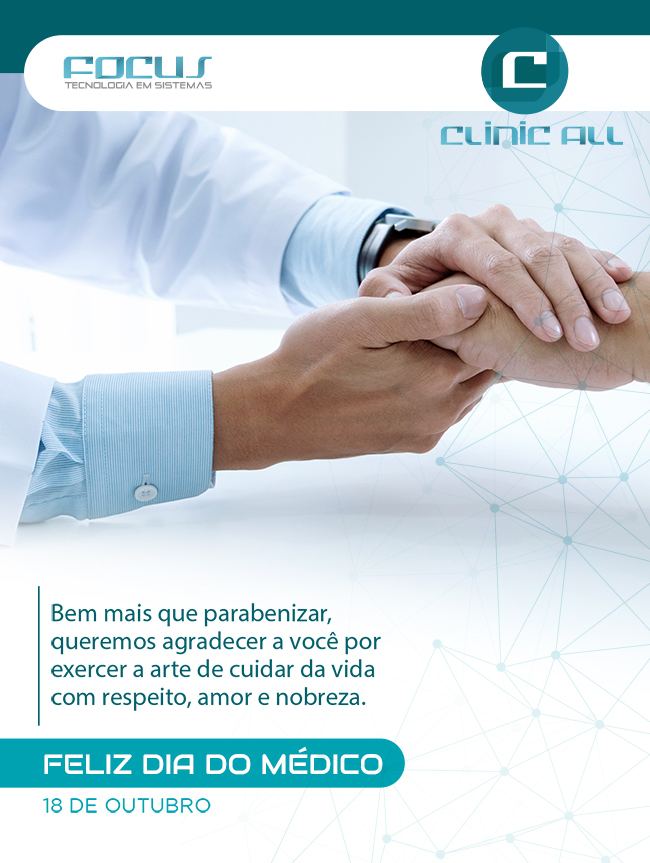 FOCUS
TECNOLOGIA EM SISTEMAS
C
CLINIC ALL
Bem mais que parabenizar,
queremos agradecer a você por
exercer a arte de cuidar da vida
com respeito, amor e nobreza.
FELIZ DIA DO MÉDICO
18 DE OUTUBRO